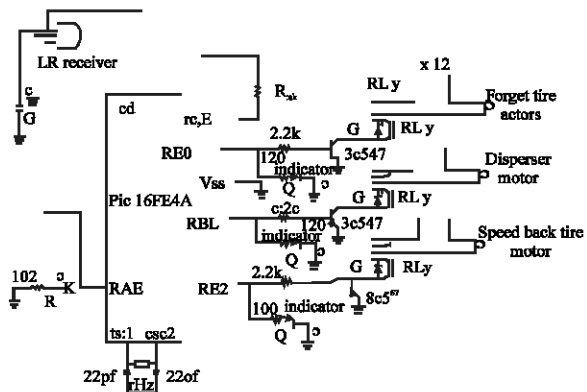 LR receiver
c
G
cd
rc,E
R
x 12
RL y
Forget tire
actors
G
RL y
2.2k
RE0
120
indicator
3c547
Q
c
Vss
Disperser
motor
Pic 16FE4A
G
RL y
c;2c
RBL
120
3c547
indicator
Q
c
Speed back tire
motor
G
RLy
2.2k
RE2
8c5
100
indicator
Q
c
102
R
K
RAE
ts:1
csc2
22pf
rHz
22of